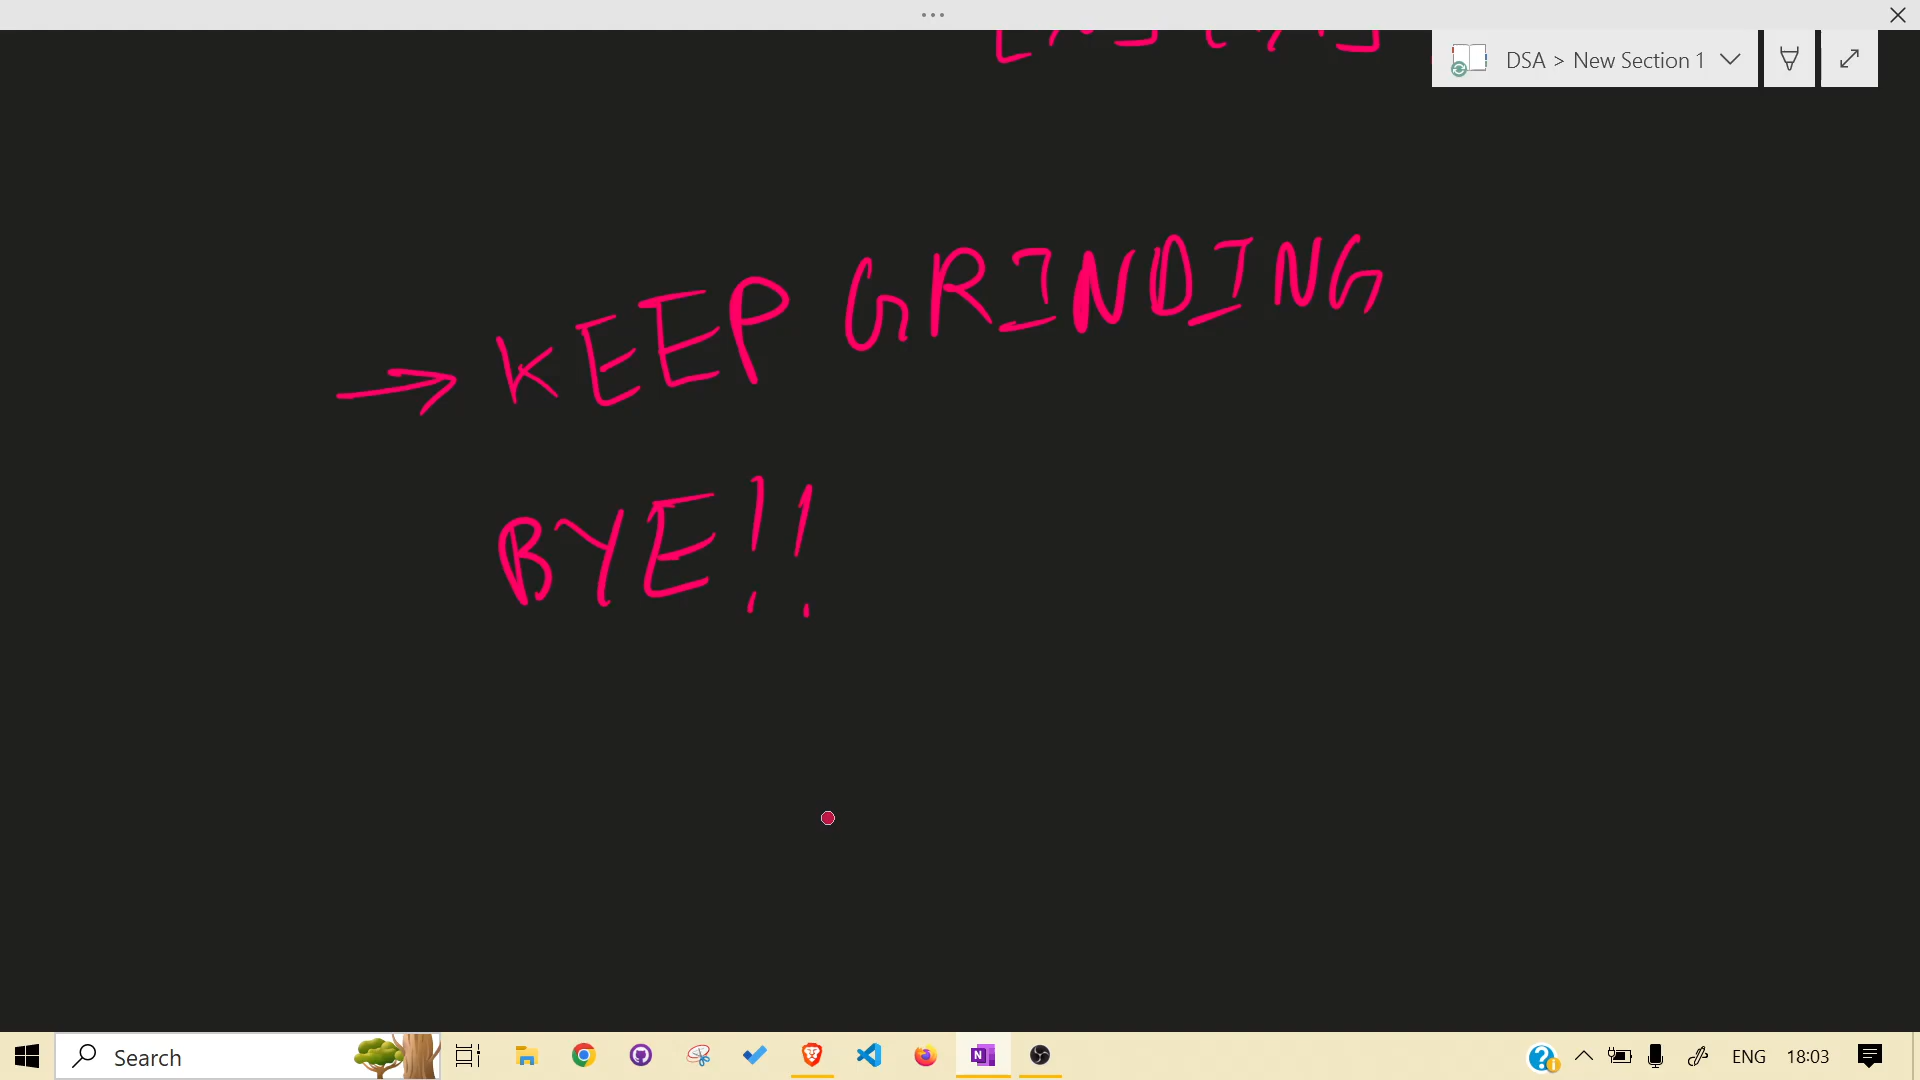 DSA > New Section 1
→ KEEP GRINDING
BYE!!
Search
ENG
18:03